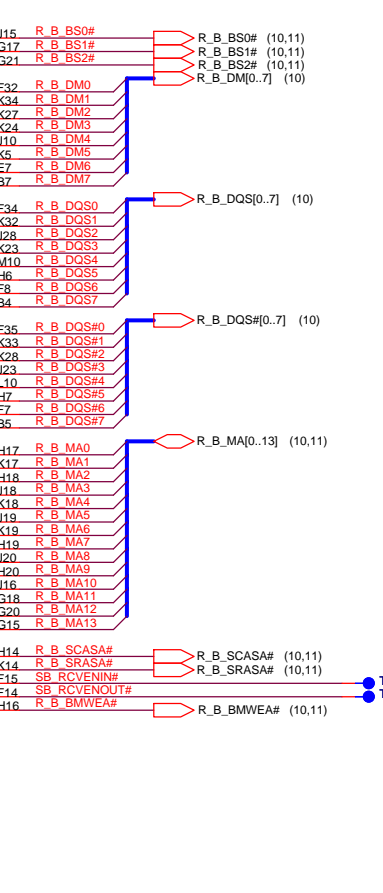 J15 R_B_BS0# R_B_BS0# (10,11)
G17 R_B_BS1# R_B_BS1# (10,11)
G21 R_B_BS2# R_B_BS2# (10,11)
R_B_DM[0..7] (10)
F32 R_B_DM0
K34 R_B_DM1
K27 R_B_DM2
K24 R_B_DM3
J10 R_B_DM4
K5 R_B_DM5
E7 R_B_DM6
B7 R_B_DM7
R_B_DQS[0..7] (10)
F34 R_B_DQS0
K32 R_B_DQS1
J28 R_B_DQS2
K23 R_B_DQS3
M10 R_B_DQS4
H6 R_B_DQS5
F8 R_B_DQS6
B4 R_B_DQS7
R_B_DQS#[0..7] (10)
F35 R_B_DQS#0
K33 R_B_DQS#1
K28 R_B_DQS#2
J23 R_B_DQS#3
L10 R_B_DQS#4
H7 R_B_DQS#5
F7 R_B_DQS#6
B5 R_B_DQS#7
R_B_MA[0..13] (10,11)
H17 R_B_MA0
K17 R_B_MA1
H18 R_B_MA2
J18 R_B_MA3
K18 R_B_MA4
J19 R_B_MA5
K19 R_B_MA6
H19 R_B_MA7
J20 R_B_MA8
H20 R_B_MA9
J16 R_B_MA10
G18 R_B_MA11
G20 R_B_MA12
G15 R_B_MA13
H14 R_B_SCASA# R_B_SCASA# (10,11)
K14 R_B_SRASA# R_B_SRASA# (10,11)
F15 SB_RCVENIN# T
F14 SB_RCVENOUT# T
H16 R_B_BMWEA# R_B_BMWEA# (10,11)